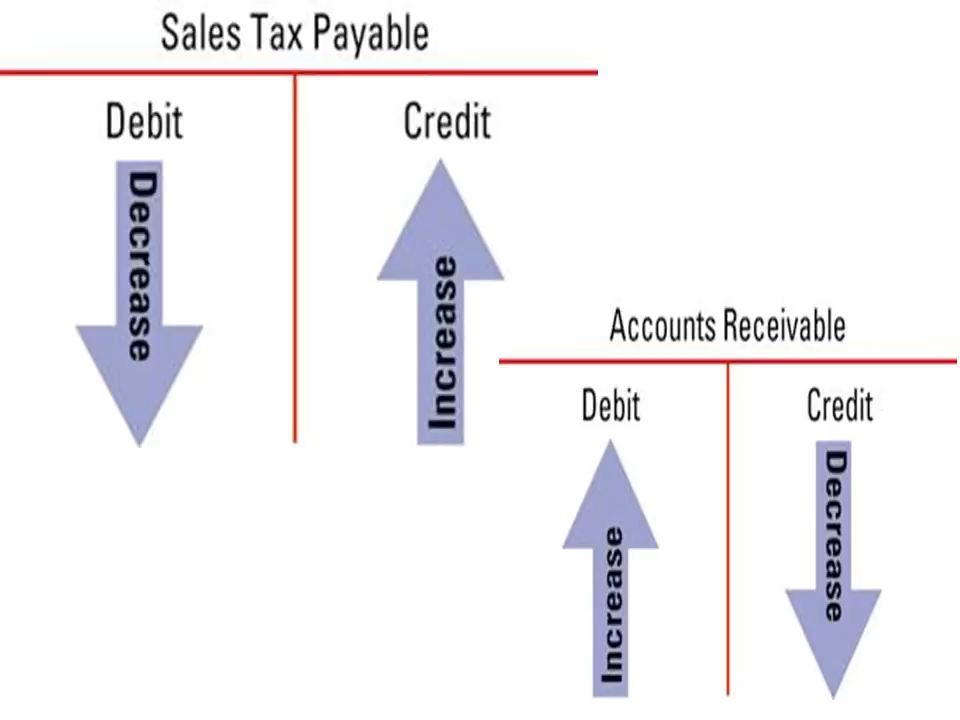 Sales Tax Payable
Debit
Credit
Decrease
Increase
Accounts Receivable
Debit
Credit
Increase
Decrease